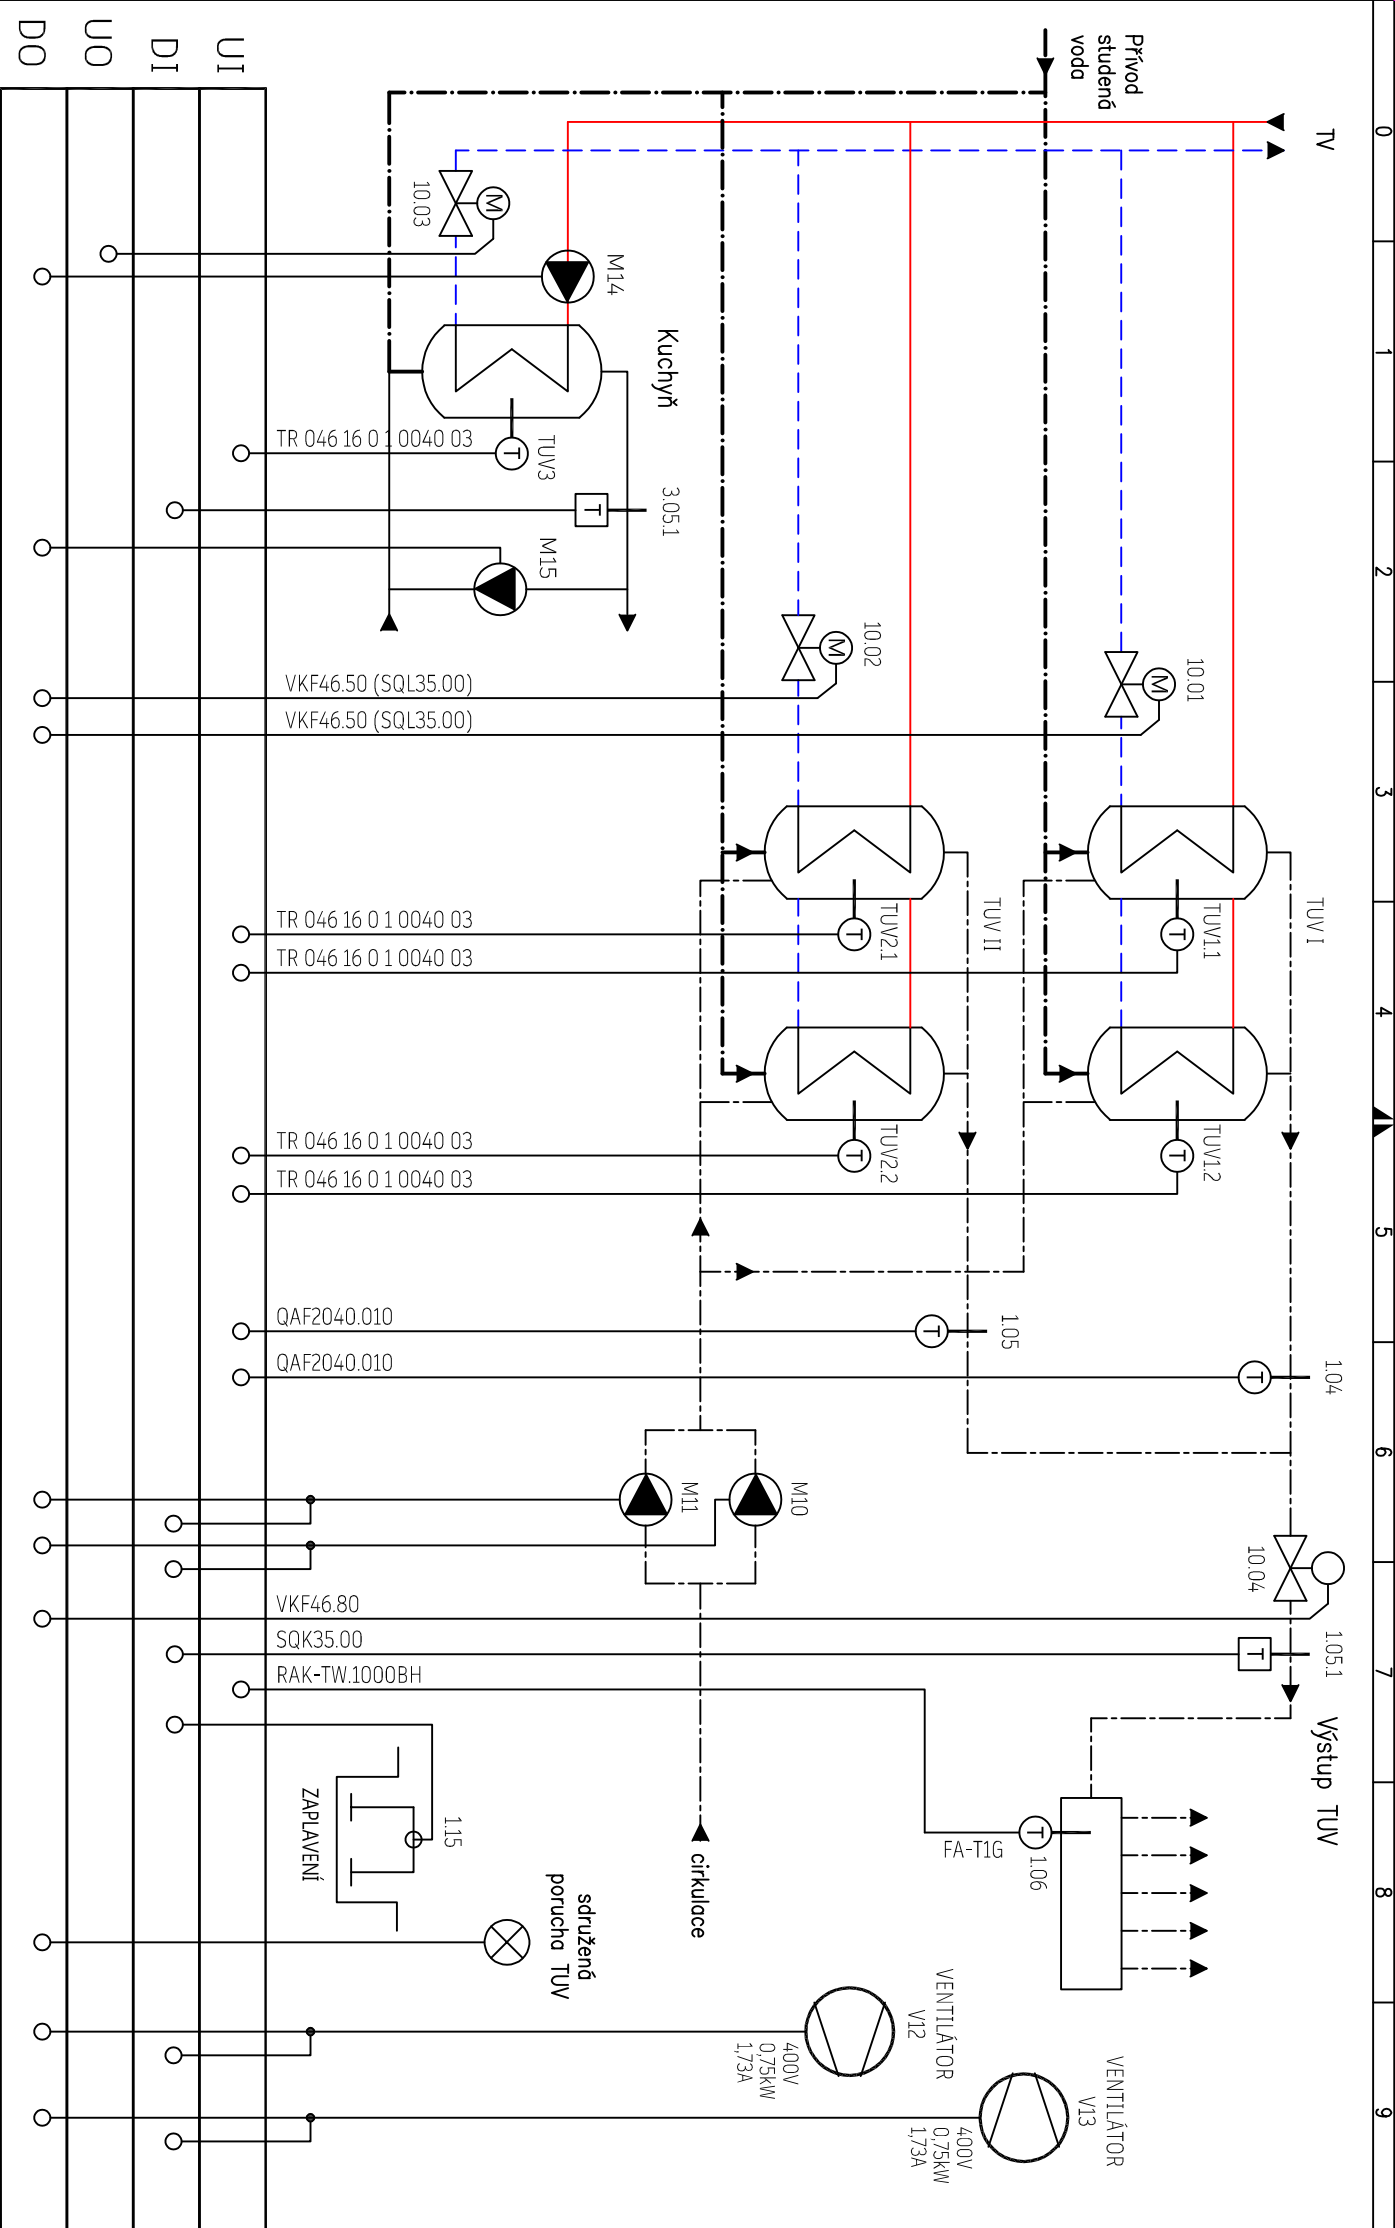 0
1
2
3
4
5
6
7
8
9
TV
Přívod
studená
voda
10.03
M14
Kuchyň
TUV3
3.05.1
M15
10.02
10.01
TUV I
TUV II
TUV1.1
TUV2.1
TUV1.2
TUV2.2
1.05
1.04
M11
M10
10.04
1.05.1
Výstup TUV
FA-T1G
1.06
cirkulace
1.15
ZAPLAVENÍ
sdružená
porucha TUV
VENTILÁTOR
V12
400V
0,75kW
1,73A
VENTILÁTOR
V13
400V
0,75kW
1,73A
M
M
M
T
T
T
T
T
T
T
T
T
T
TR 046 16 0 1 0040 03
VKF46.50 (SQL35.00)
VKF46.50 (SQL35.00)
TR 046 16 0 1 0040 03
TR 046 16 0 1 0040 03
TR 046 16 0 1 0040 03
TR 046 16 0 1 0040 03
QAF2040.010
QAF2040.010
VKF46.80
SQK35.00
RAK-TW.1000BH
UI
DI
UO
DO